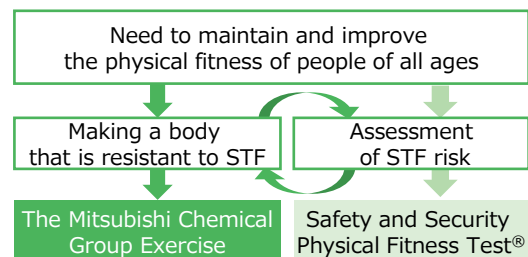 Need to maintain and improve
the physical fitness of people of all ages
Making a body
that is resistant to STF
Assessment
of STF risk
The Mitsubishi Chemical
Group Exercise
Safety and Security
Physical Fitness Test®